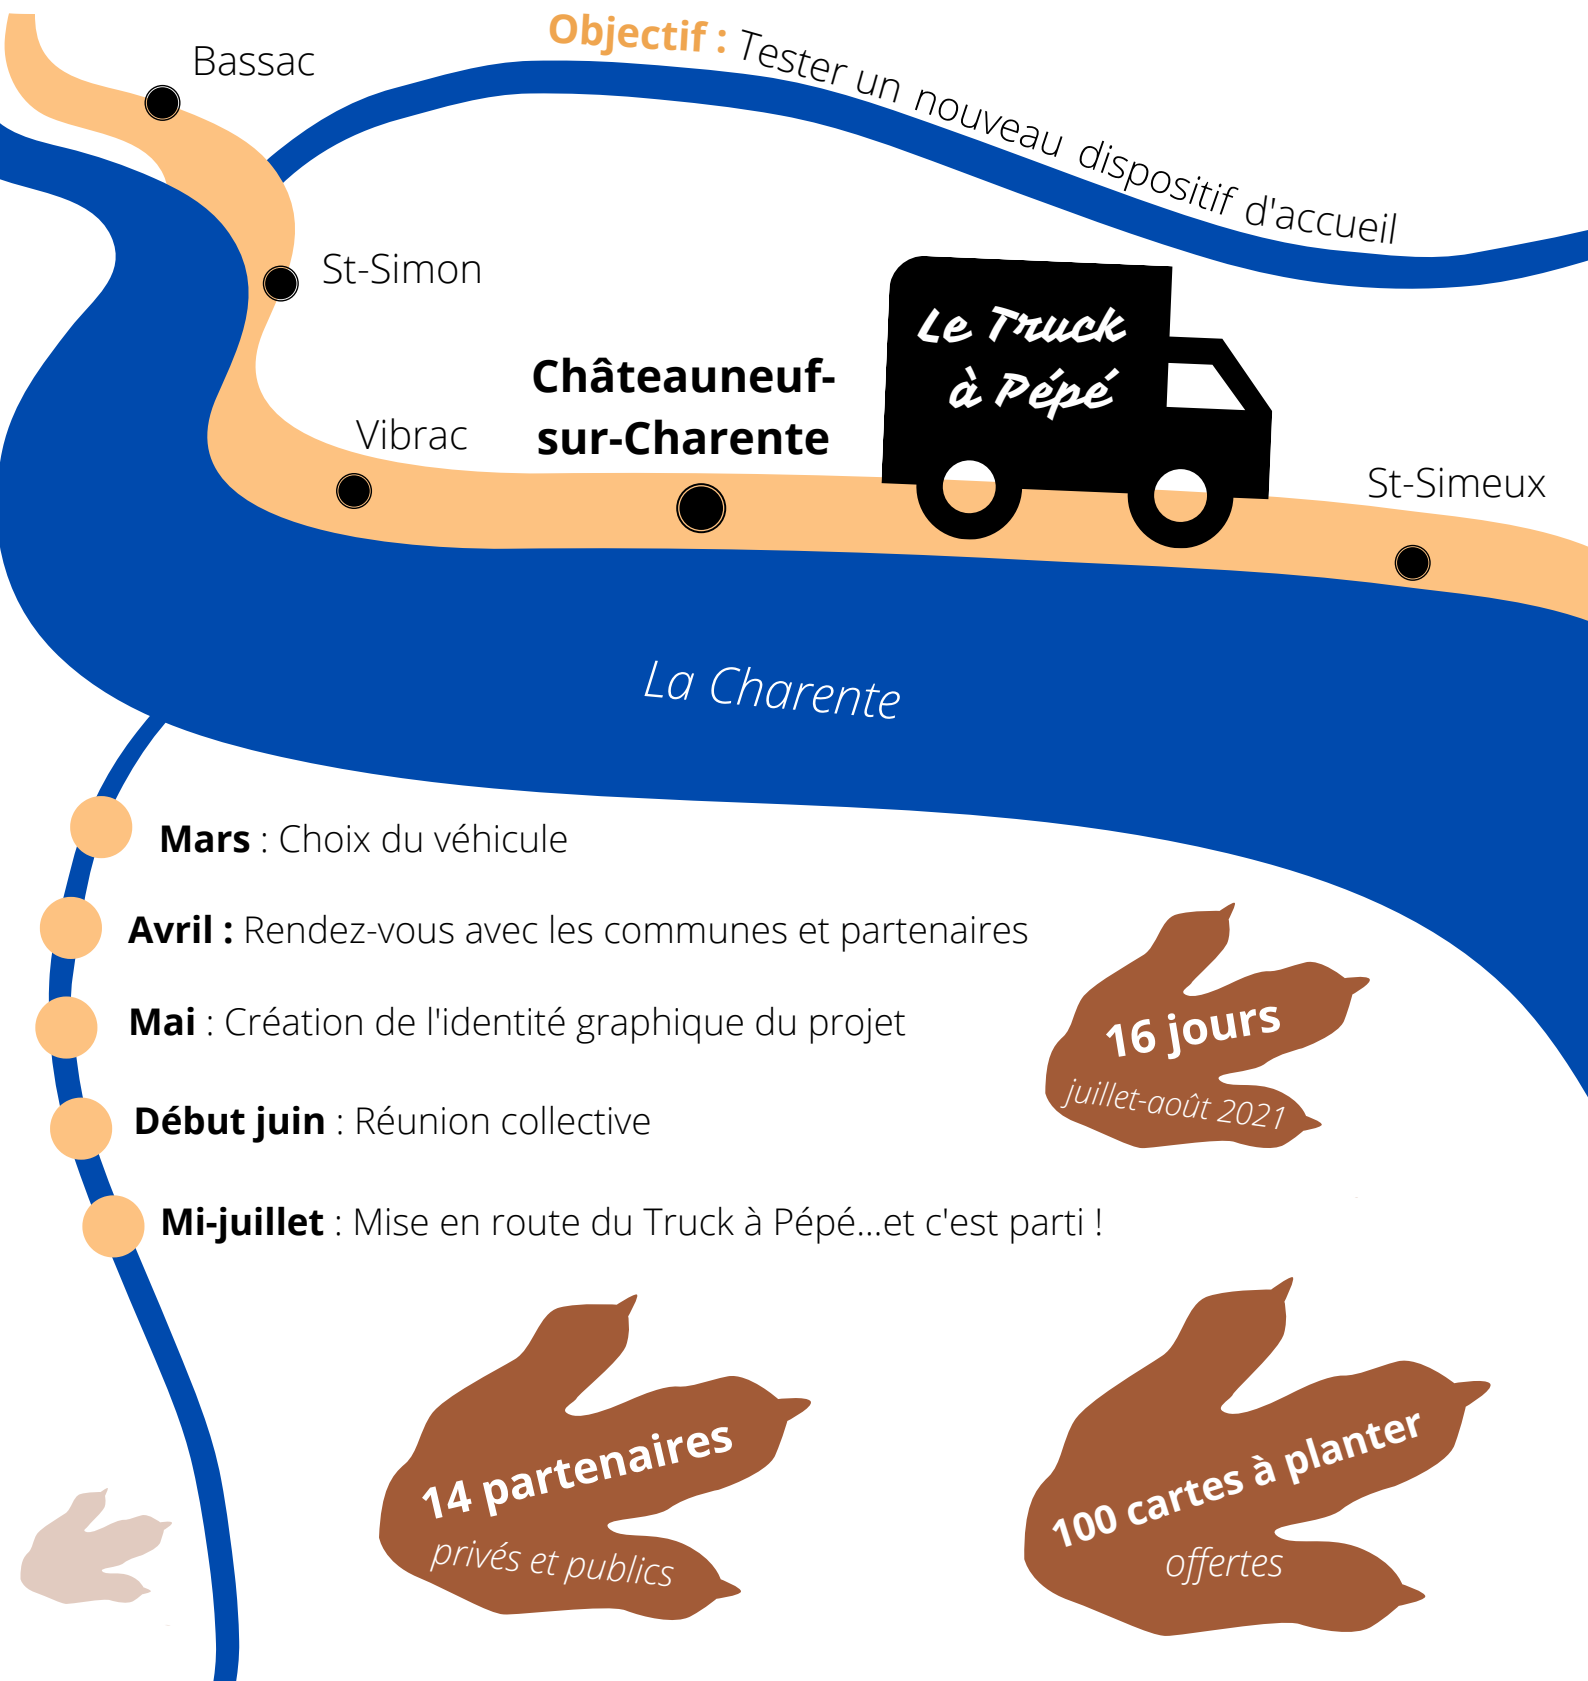 Objectif : Tester un nouveau dispositif d'accueil
Bassac
St-Simon
Le Truck
à Pépé
Châteauneuf-
sur-Charente
Vibrac
St-Simeux
La Charente
Mars : Choix du véhicule
Avril : Rendez-vous avec les communes et partenaires
Mai : Création de l'identité graphique du projet
Début juin : Réunion collective
Mi-juillet : Mise en route du Truck à Pépé...et c'est parti !
16 jours
juillet-août 2021
14 partenaires
privés et publics
100 cartes à planter
offertes